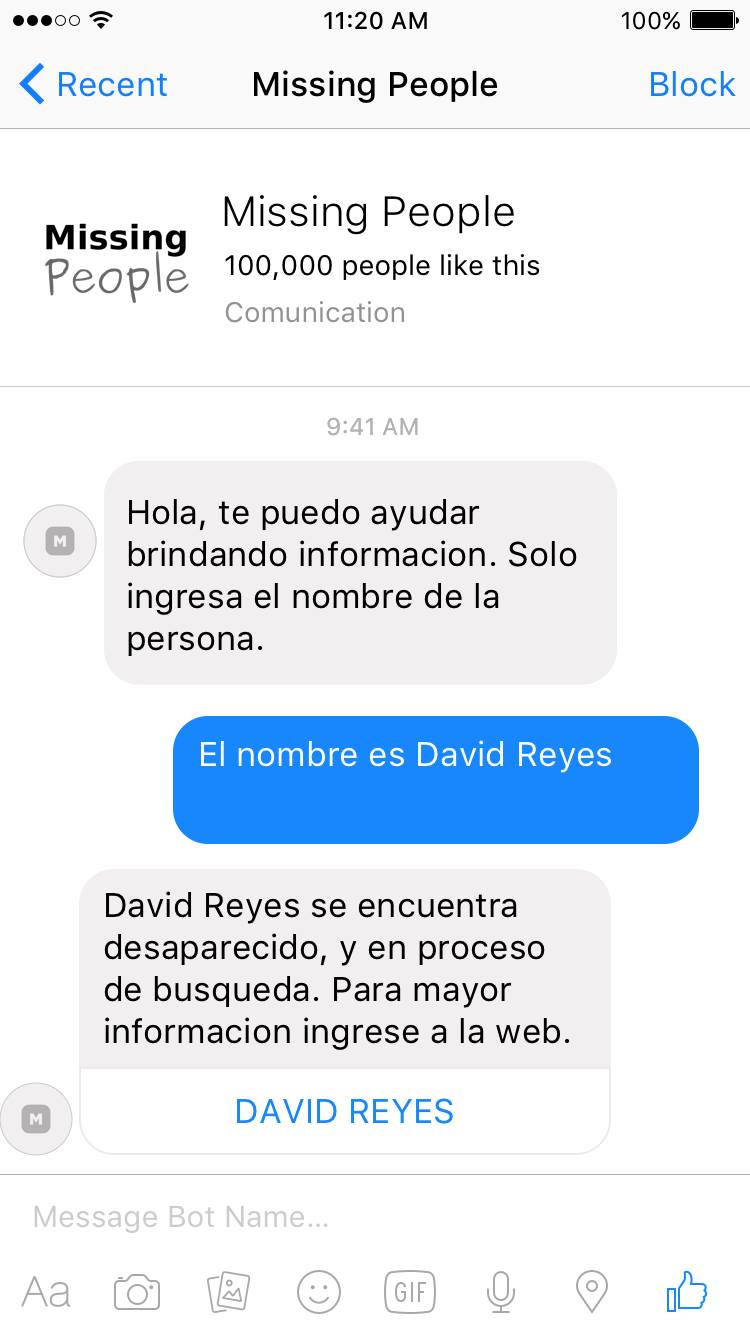 11:20 AM 100%
Recent Missing People Block
Missing People
Missing
People
100,000 people like this
Comunication
9:41 AM
Hola, te puedo ayudar
brindando informacion. Solo
ingresa el nombre de la
persona.
M
El nombre es David Reyes
David Reyes se encuentra
desaparecido, y en proceso
de busqueda. Para mayor
informacion ingrese a la web.
DAVID REYES
M
Message Bot Name...
Aa GIF